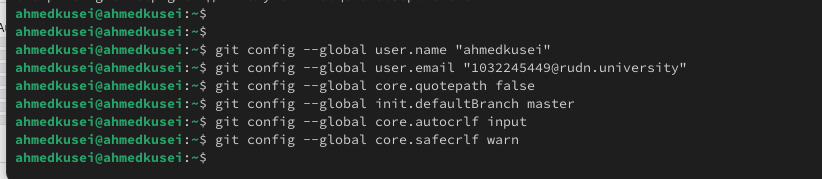 ahmedkusei@ahmedkusei:~$
ahmedkusei@ahmedkusei:~$
ahmedkusei@ahmedkusei:~$ git config --global user.name "ahmedkusei"
ahmedkusei@ahmedkusei:~$ git config --global user.email "1032245449@rudn.university"
ahmedkusei@ahmedkusei:~$ git config --global core.quotepath false
ahmedkusei@ahmedkusei:~$ git config --global init.defaultBranch master
ahmedkusei@ahmedkusei:~$ git config --global core.autocrlf input
ahmedkusei@ahmedkusei:~$ git config --global core.safecrlf warn
ahmedkusei@ahmedkusei:~$